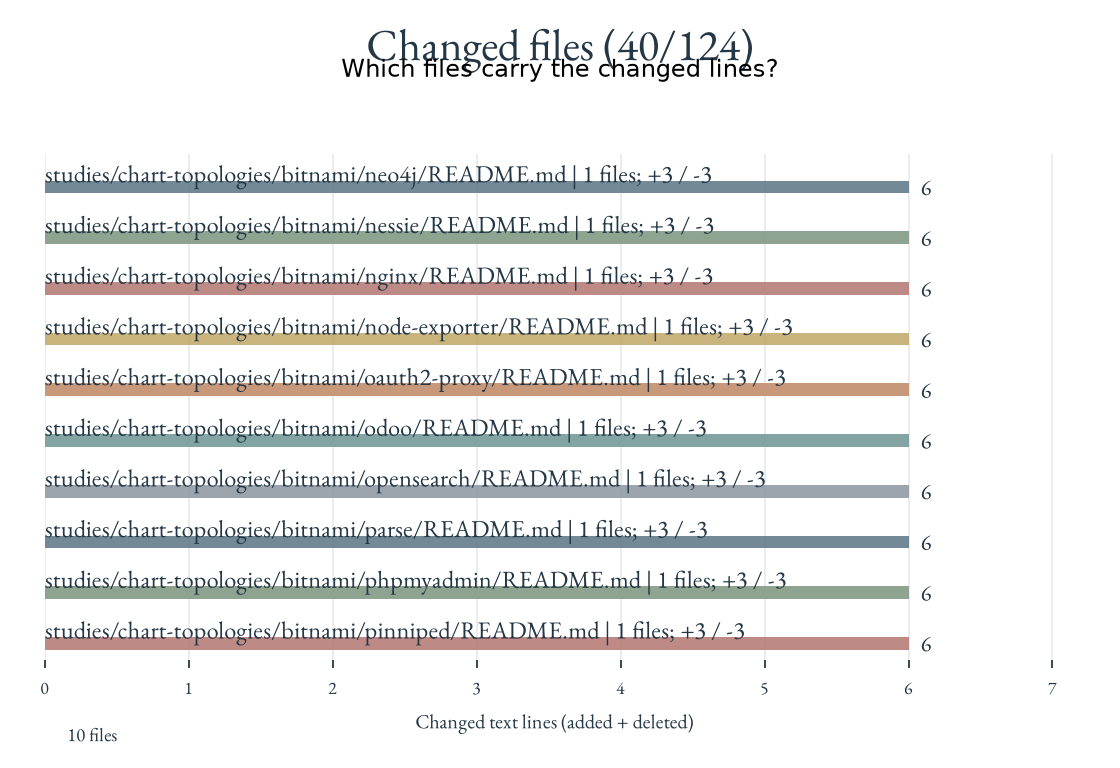 Changed files (40/124)
Which files carry the changed lines?
studies/chart-topologies/bitnami/neo4j/README.md | 1 files; +3 / -3
6
studies/chart-topologies/bitnami/nessie/README.md | 1 files; +3 / -3
6
studies/chart-topologies/bitnami/nginx/README.md | 1 files; +3 / -3
6
studies/chart-topologies/bitnami/node-exporter/README.md | 1 files; +3 / -3
6
studies/chart-topologies/bitnami/oauth2-proxy/README.md | 1 files; +3 / -3
6
studies/chart-topologies/bitnami/odoo/README.md | 1 files; +3 / -3
6
studies/chart-topologies/bitnami/opensearch/README.md | 1 files; +3 / -3
6
studies/chart-topologies/bitnami/parse/README.md | 1 files; +3 / -3
6
studies/chart-topologies/bitnami/phpmyadmin/README.md | 1 files; +3 / -3
6
studies/chart-topologies/bitnami/pinniped/README.md | 1 files; +3 / -3
6
0 1 2 3 4 5 6 7
Changed text lines (added + deleted)
10 files